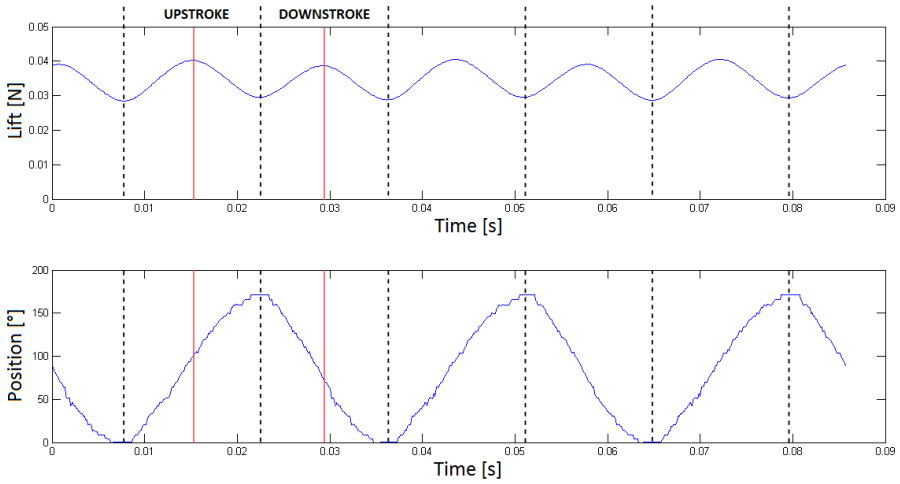 UPSTROKE DOWNSTROKE
0.05
0.04
0.03
0.02
0.01
0
Lift [N]
0 0.01 0.02 0.03 0.04 0.05 0.06 0.07 0.08 0.09
Time [s]
200
150
100
50
0
Position [°]
0 0.01 0.02 0.03 0.04 0.05 0.06 0.07 0.08 0.09
Time [s]